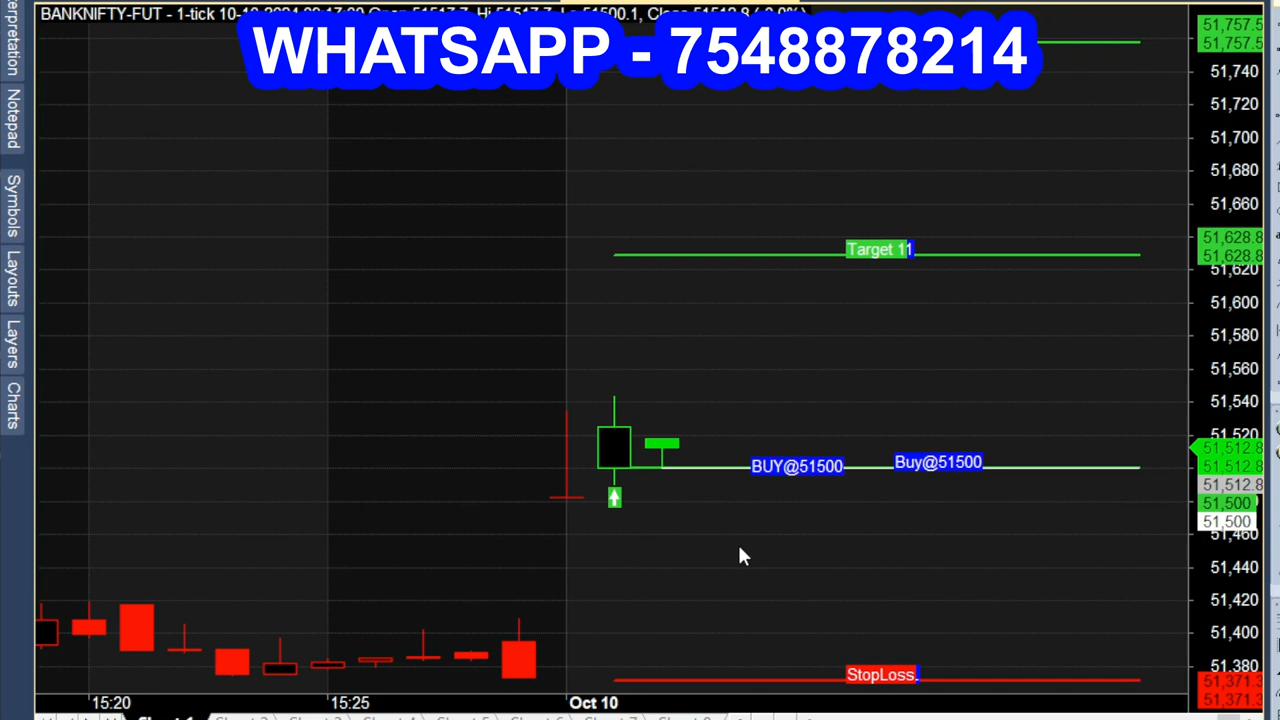 BANKNIFTY-FUT - 1-tick
WHATSAPP - 7548878214
51,757.5
51,757.5
51,740
51,720
51,700
51,680
51,660
51,628.8
51,628.8
51,620
51,600
51,580
51,560
51,540
51,520
51,512.8
51,512.8
51,512.8
51,500
51,500
51,460
51,440
51,420
51,400
51,380
51,371.3
51,371.3
Target 11
BUY@51500
Buy@51500
StopLoss
15:20
15:25
Oct 10
Notepad
Symbols
Layouts
Layers
Charts